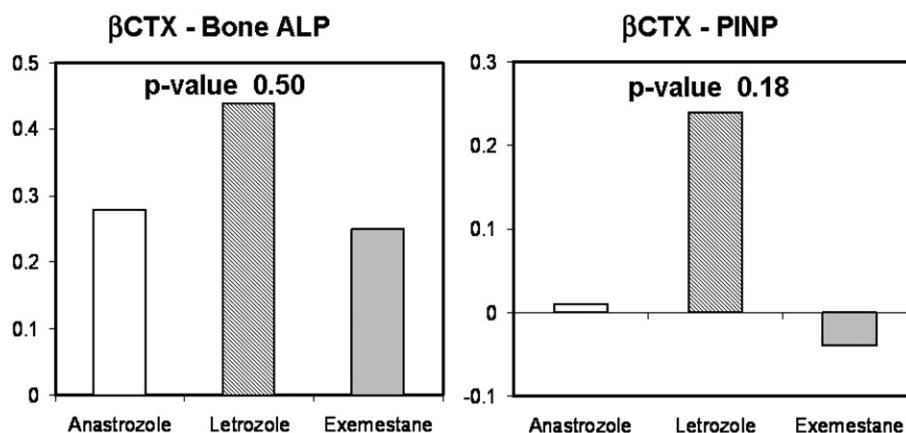 βCTX - Bone ALP
p-value 0.50
0.5
0.4
0.3
0.2
0.1
0
Anastrozole Letrozole Exemestane
βCTX - PINP
p-value 0.18
0.3
0.2
0.1
0
-0.1
Anastrozole Letrozole Exemestane